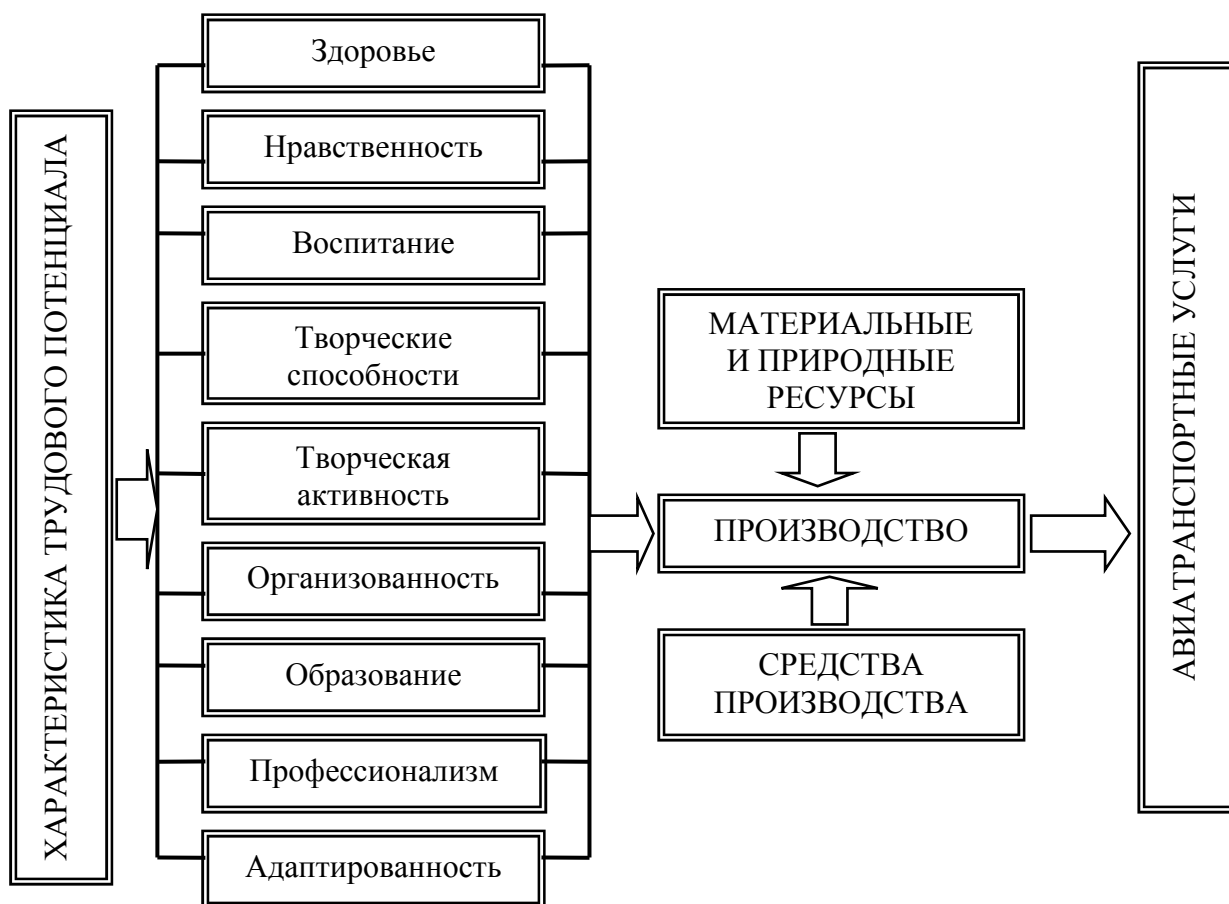 ХАРАКТЕРИСТИКА ТРУДОВОГО ПОТЕНЦИАЛА
Здоровье
Нравственность
Воспитание
Творческие
способности
Творческая
активность
Организованность
Образование
Профессионализм
Адаптированность
МАТЕРИАЛЬНЫЕ
И ПРИРОДНЫЕ
РЕСУРСЫ
ПРОИЗВОДСТВО
СРЕДСТВА
ПРОИЗВОДСТВА
АВИАТРАНСПОРТНЫЕ УСЛУГИ